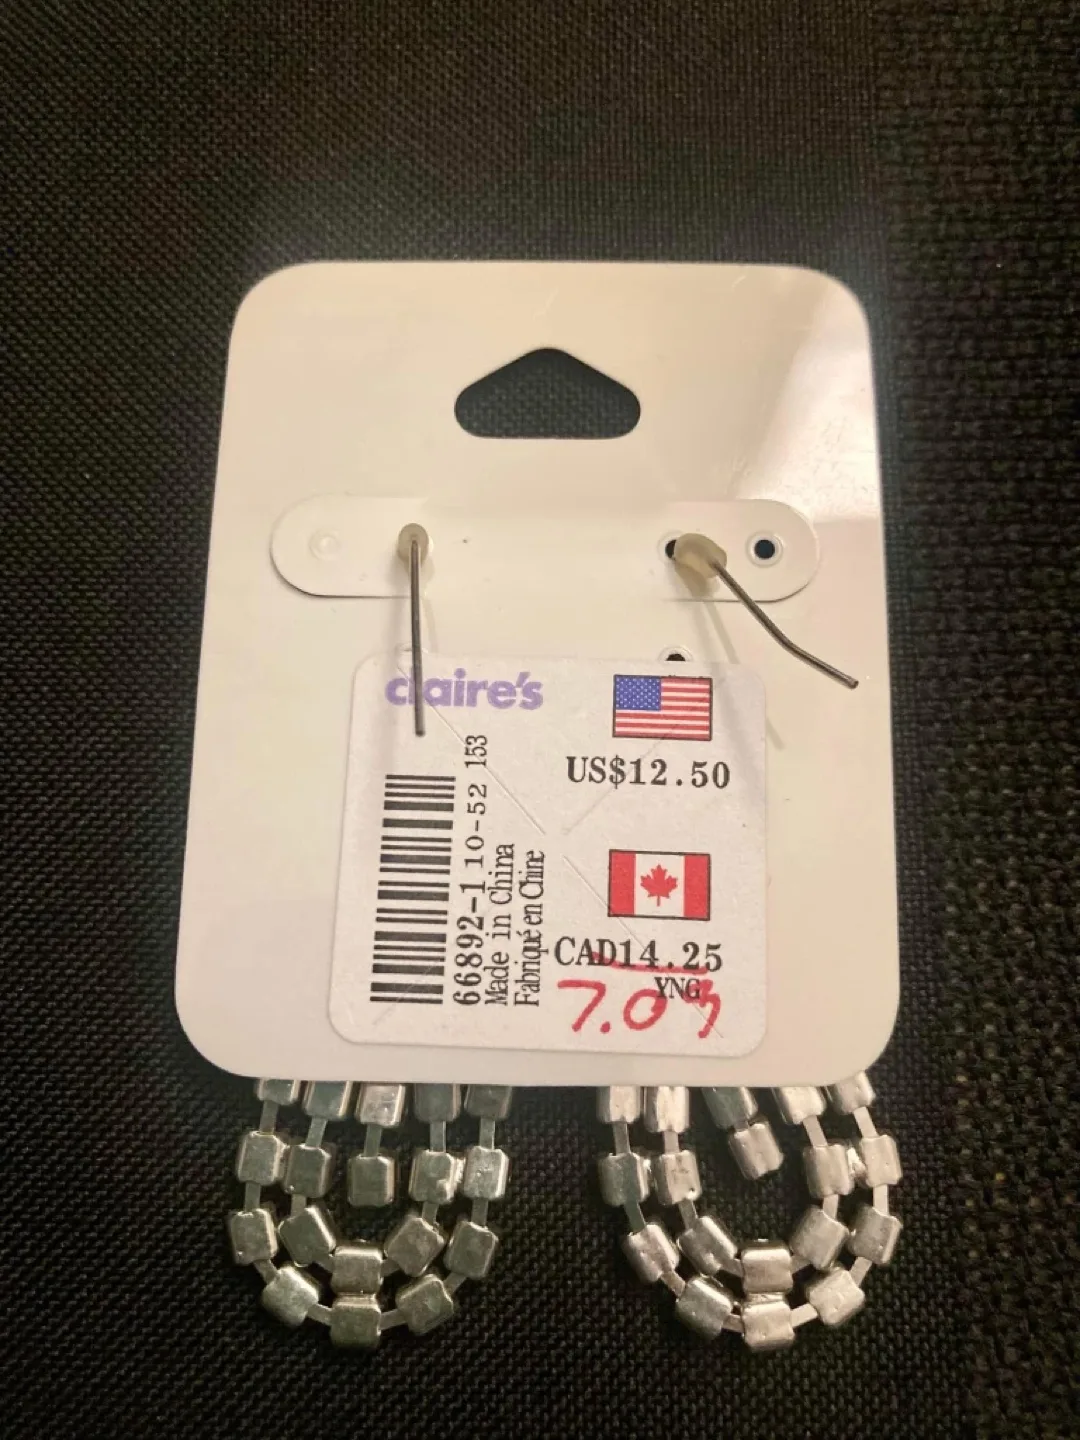 claire's
US$12.50
CAD14.25
YNG
7.03
66892-1 10-52 153
Made in China
Fabriqué en Chine